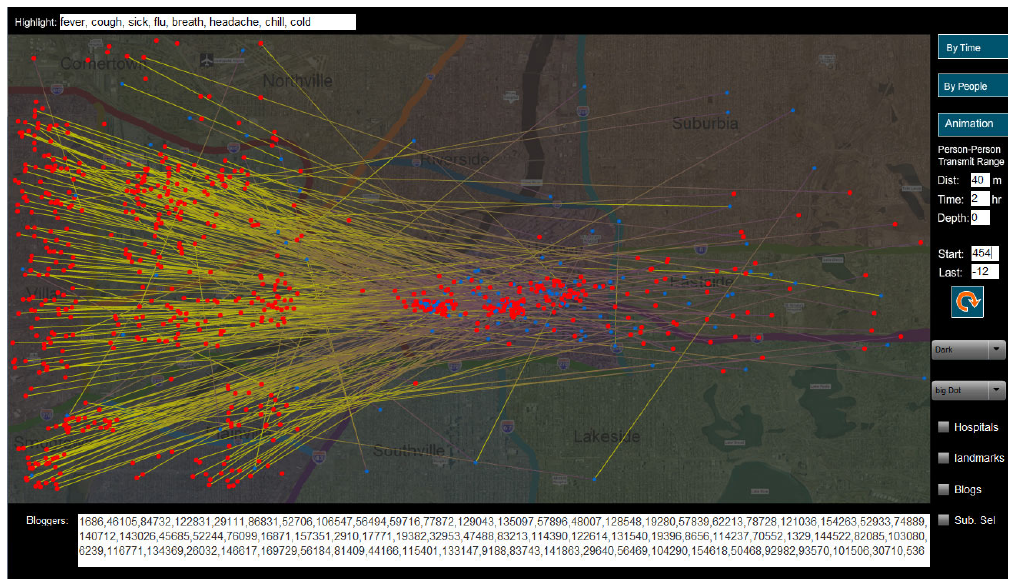 Highlight: fever, cough, sick, flu, breath, headache, chill, cold
By Time
By People
Animation
Person-Person
Transmit Range
Dist: 40 m
Time: 2 hr
Depth: 0
Start: 454
Last: -12
Dark
big Dot
Hospitals
landmarks
Blogs
Sub. Sel
Cornertown
Northville
Suburbia
Riverside
Eastside
Southville
Lakeside
Bloggers: 1686,46105,84732,122831,29111,86831,52706,106547,56494,59716,77872,129043,135097,57896,48007,128548,19280,57839,62213,78728,121036,154263,52933,74889,
140712,143026,45685,52244,76099,16871,157351,2910,17771,19382,32953,47488,83213,114390,122614,131540,19396,8656,114237,70552,1329,144522,82085,103080,
6239,116771,134369,26032,146617,169729,56184,81409,44166,115401,133147,9188,83743,141863,29640,56469,104290,154618,50468,92982,93570,101506,30710,536